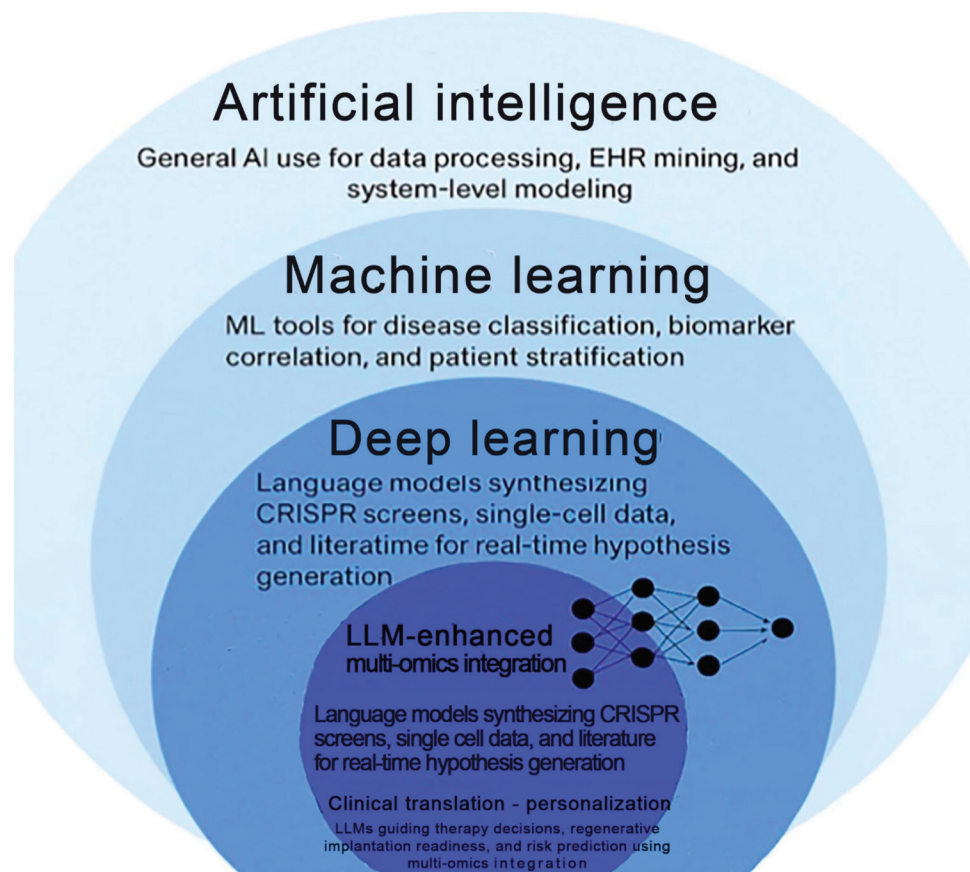 Artificial intelligence
General AI use for data processing, EHR mining, and
system-level modeling
Machine learning
ML tools for disease classification, biomarker
correlation, and patient stratification
Deep learning
Language models synthesizing
CRISPR screens, single-cell data,
and literatime for real-time hypothesis
generation
LLM-enhanced
multi-omics integration
Language models synthesizing CRISPR
screens, single cell data, and literature
for real-time hypothesis generation
Clinical translation - personalization
LLMs guiding therapy decisions, regenerative
implantation readiness, and risk prediction using
multi-omics integration